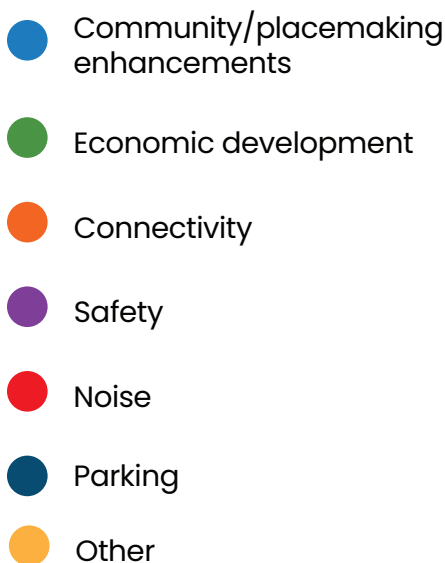 Community/placemaking
enhancements
Economic development
Connectivity
Safety
Noise
Parking
Other